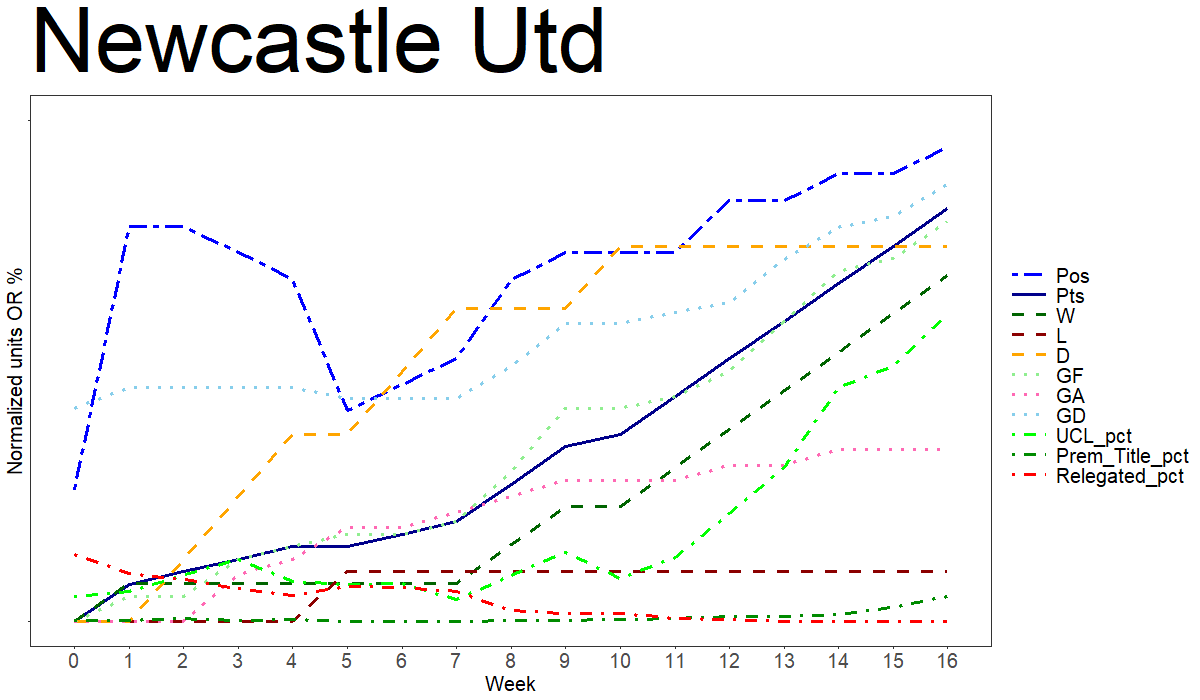 Newcastle Utd
Normalized units OR %
Pos
Pts
W
L
D
GF
GA
GD
UCL_pct
Prem_Title_pct
Relegated_pct
0 1 2 3 4 5 6 7 8 9 10 11 12 13 14 15 16
Week